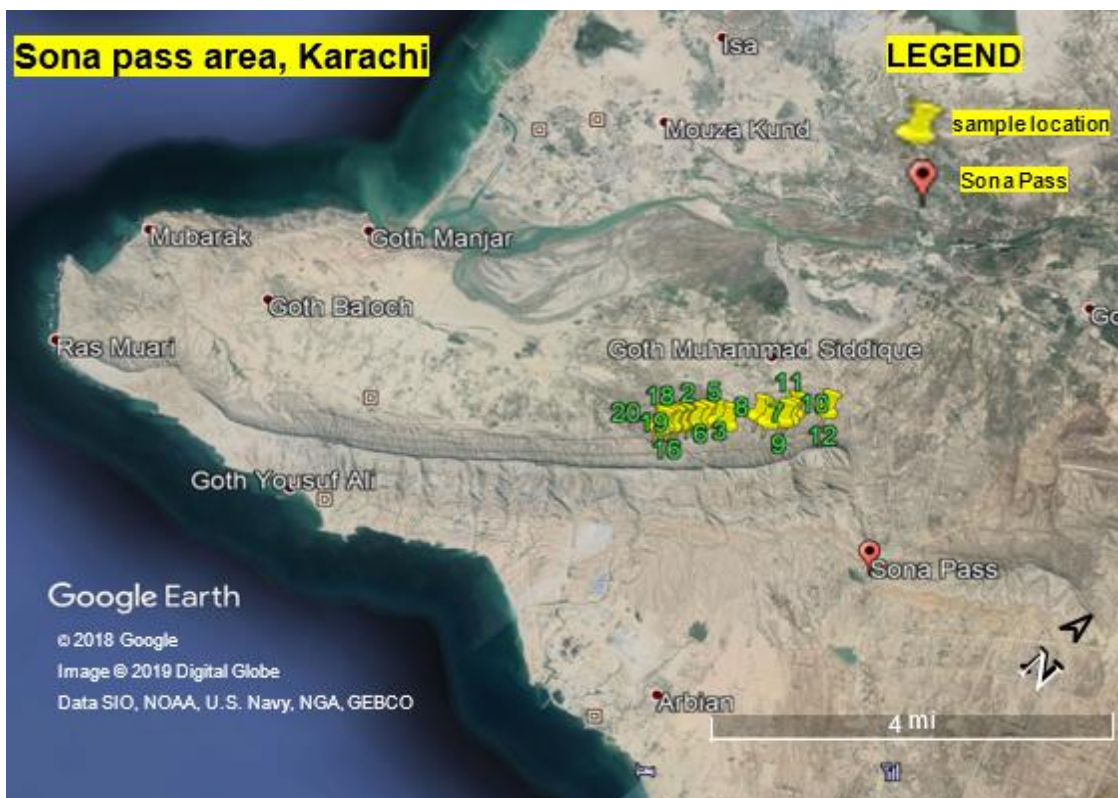 Sona pass area, Karachi
LEGEND
sample location
Sona Pass
Isa
Mouza Kund
Mubarak
Goth Manjar
Goth Baloch
Ras Muari
Goth Muhammad Siddique
Go
18 2 5 11
20 19 8 7 10
16 6 3 9 12
Goth Yousuf Ali
Sona Pass
Google Earth
© 2018 Google
Image © 2019 Digital Globe
Data SIO, NOAA, U.S. Navy, NGA, GEBCO
N
Arbian
4 mi